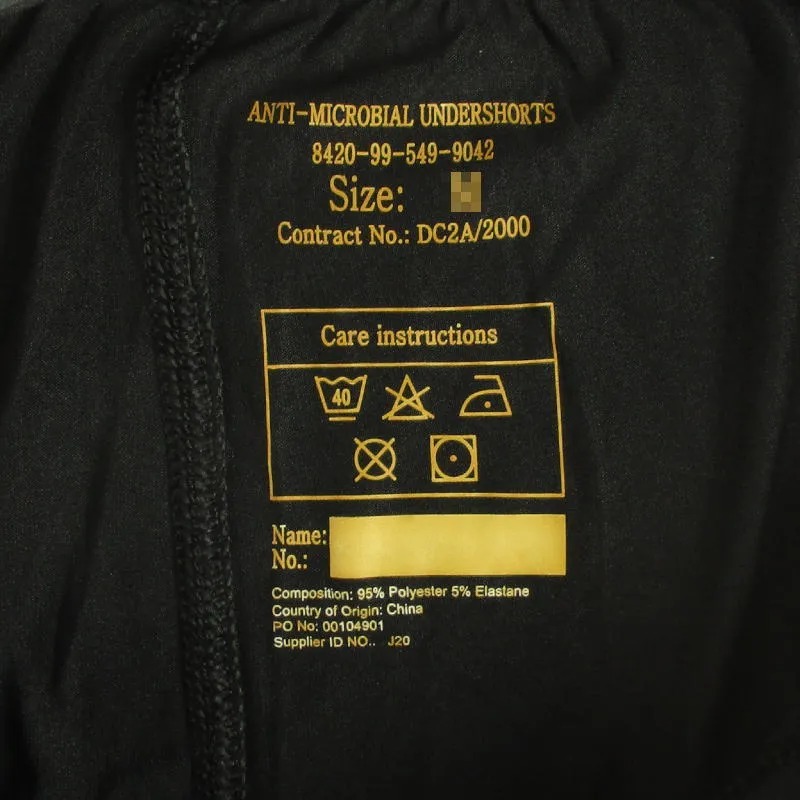 ANTI-MICROBIAL UNDERSHORTS
8420-99-549-9042
Size:
Contract No.: DC2A/2000
Care instructions
40
Name:
No.:
Composition: 95% Polyester 5% Elastane
Country of Origin: China
PO No: 00104901
Supplier ID NO.. J20